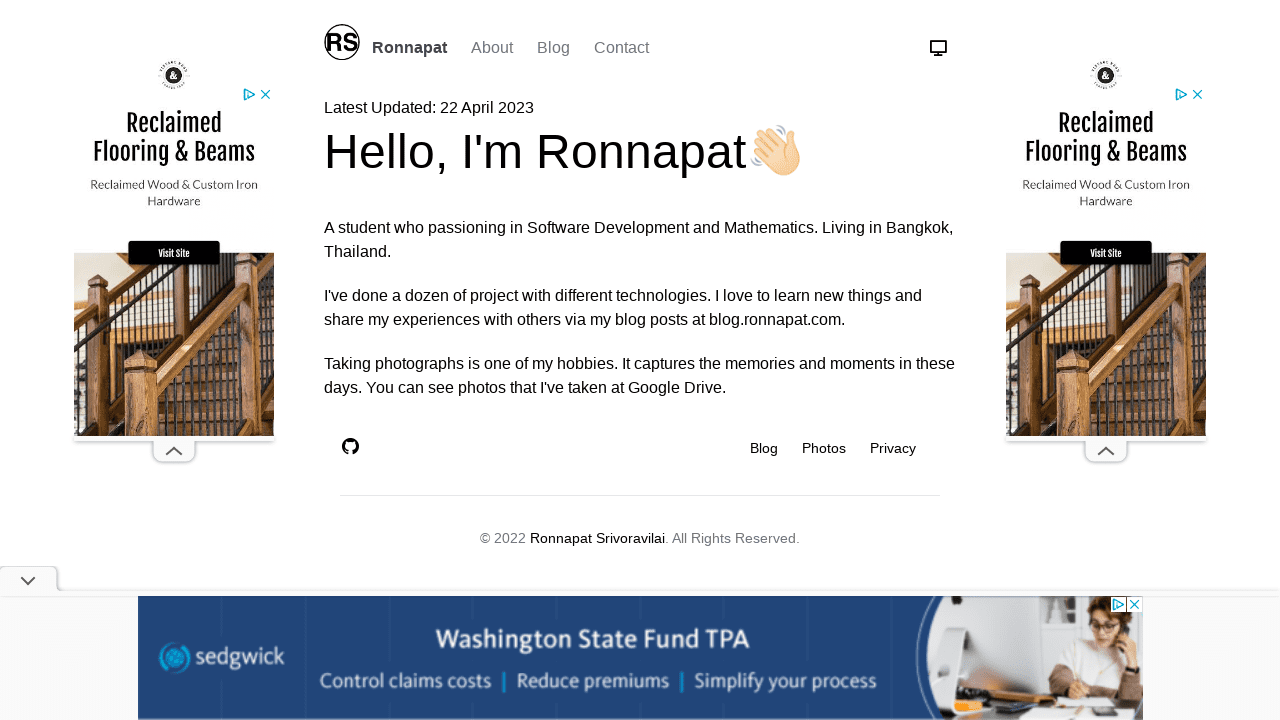 RS Ronnapat About Blog Contact
Latest Updated: 22 April 2023
Hello, I'm Ronnapat
A student who passioning in Software Development and Mathematics. Living in Bangkok,
Thailand.
I've done a dozen of project with different technologies. I love to learn new things and
share my experiences with others via my blog posts at blog.ronnapat.com.
Taking photographs is one of my hobbies. It captures the memories and moments in these
days. You can see photos that I've taken at Google Drive.
Blog Photos Privacy
© 2022 Ronnapat Srivoravilai. All Rights Reserved.
&
Reclaimed
Flooring & Beams
Reclaimed Wood & Custom Iron
Hardware
Visit Site
&
Reclaimed
Flooring & Beams
Reclaimed Wood & Custom Iron
Hardware
Visit Site
sedgwick
Washington State Fund TPA
Control claims costs | Reduce premiums | Simplify your process